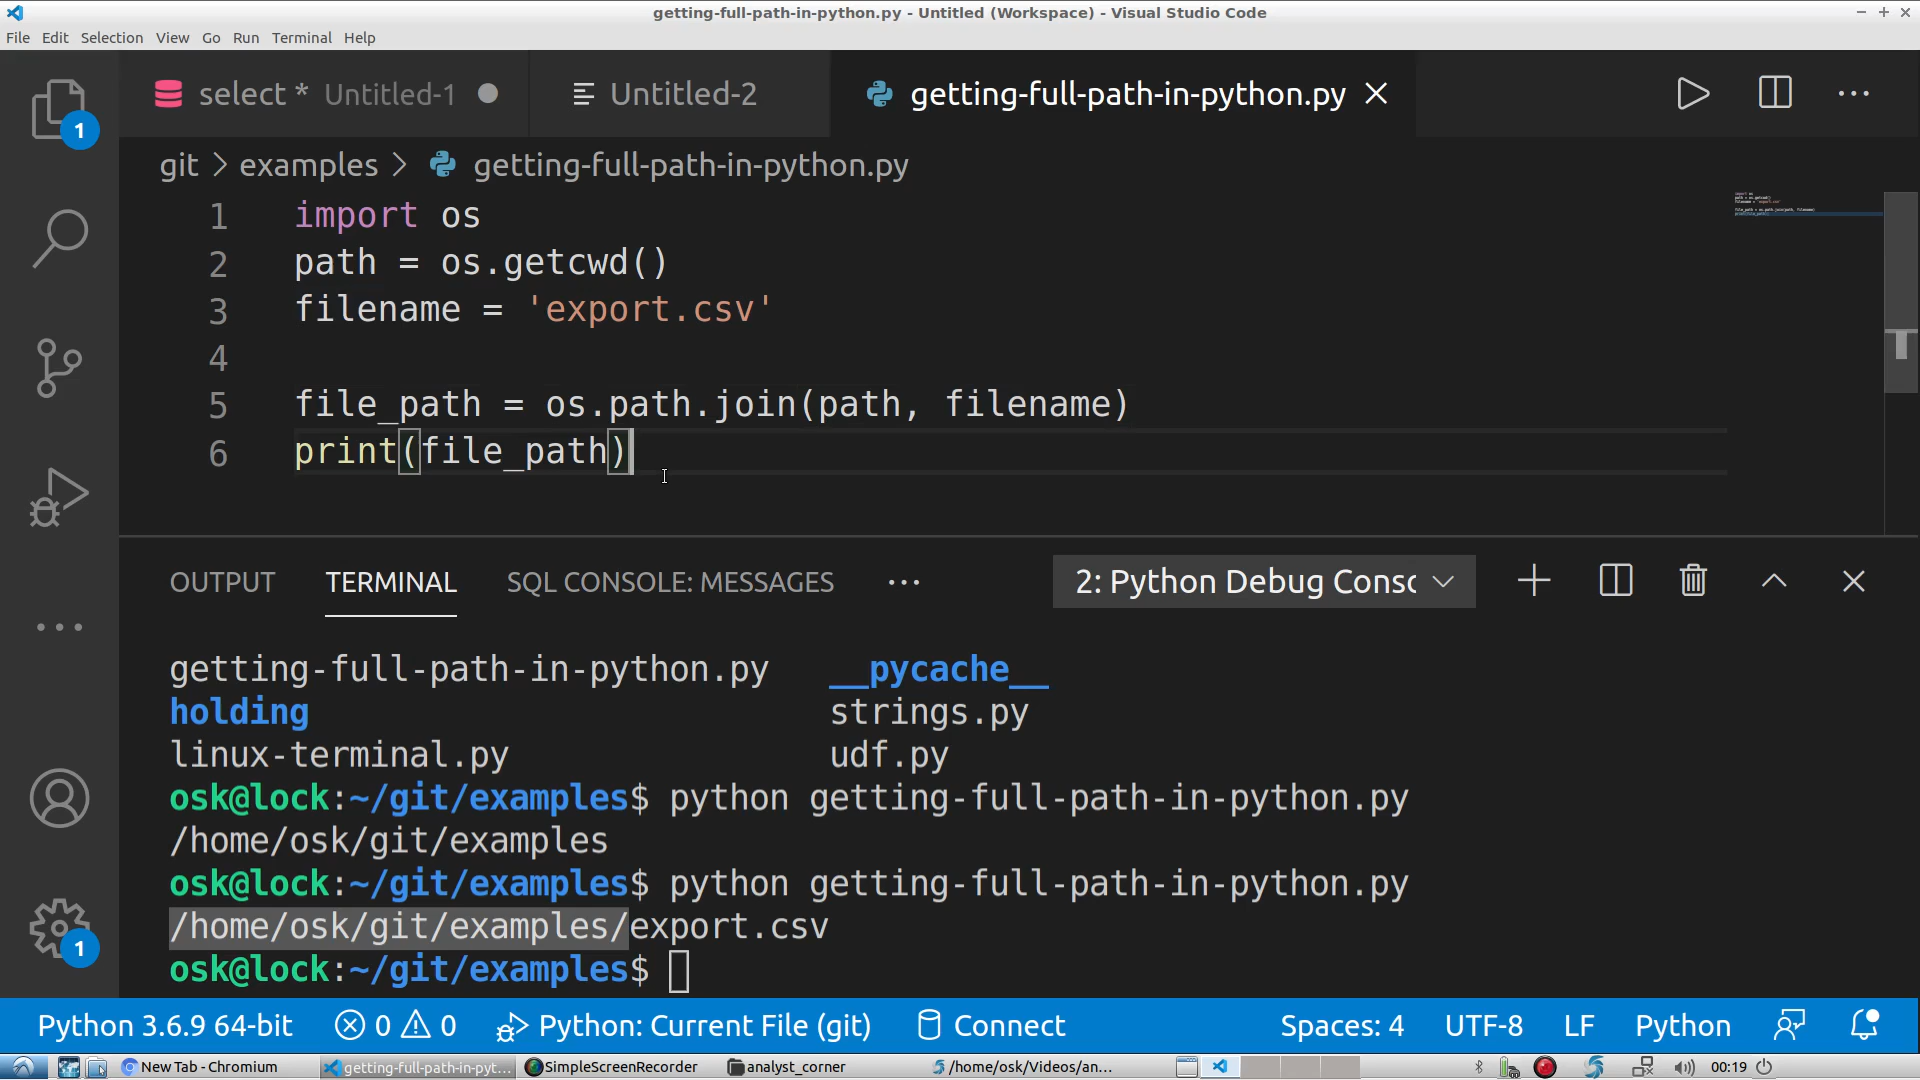 getting-full-path-in-python.py - Untitled (Workspace) - Visual Studio Code
File Edit Selection View Go Run Terminal Help
select * Untitled-1 Untitled-2 getting-full-path-in-python.py
1
git > examples > getting-full-path-in-python.py
1 import os
2 path = os.getcwd()
3 filename = 'export.csv'
4
5 file_path = os.path.join(path, filename)
6 print(file_path)
OUTPUT TERMINAL SQL CONSOLE: MESSAGES 2: Python Debug Consc
getting-full-path-in-python.py __pycache__
holding strings.py
linux-terminal.py udf.py
osk@lock:~/git/examples$ python getting-full-path-in-python.py
/home/osk/git/examples
osk@lock:~/git/examples$ python getting-full-path-in-python.py
/home/osk/git/examples/export.csv
1
osk@lock:~/git/examples$
Python 3.6.9 64-bit 0 0 Python: Current File (git) Connect Spaces: 4 UTF-8 LF Python
New Tab - Chromium getting-full-path-in-pyt... SimpleScreenRecorder analyst_corner /home/osk/Videos/an... 00:19